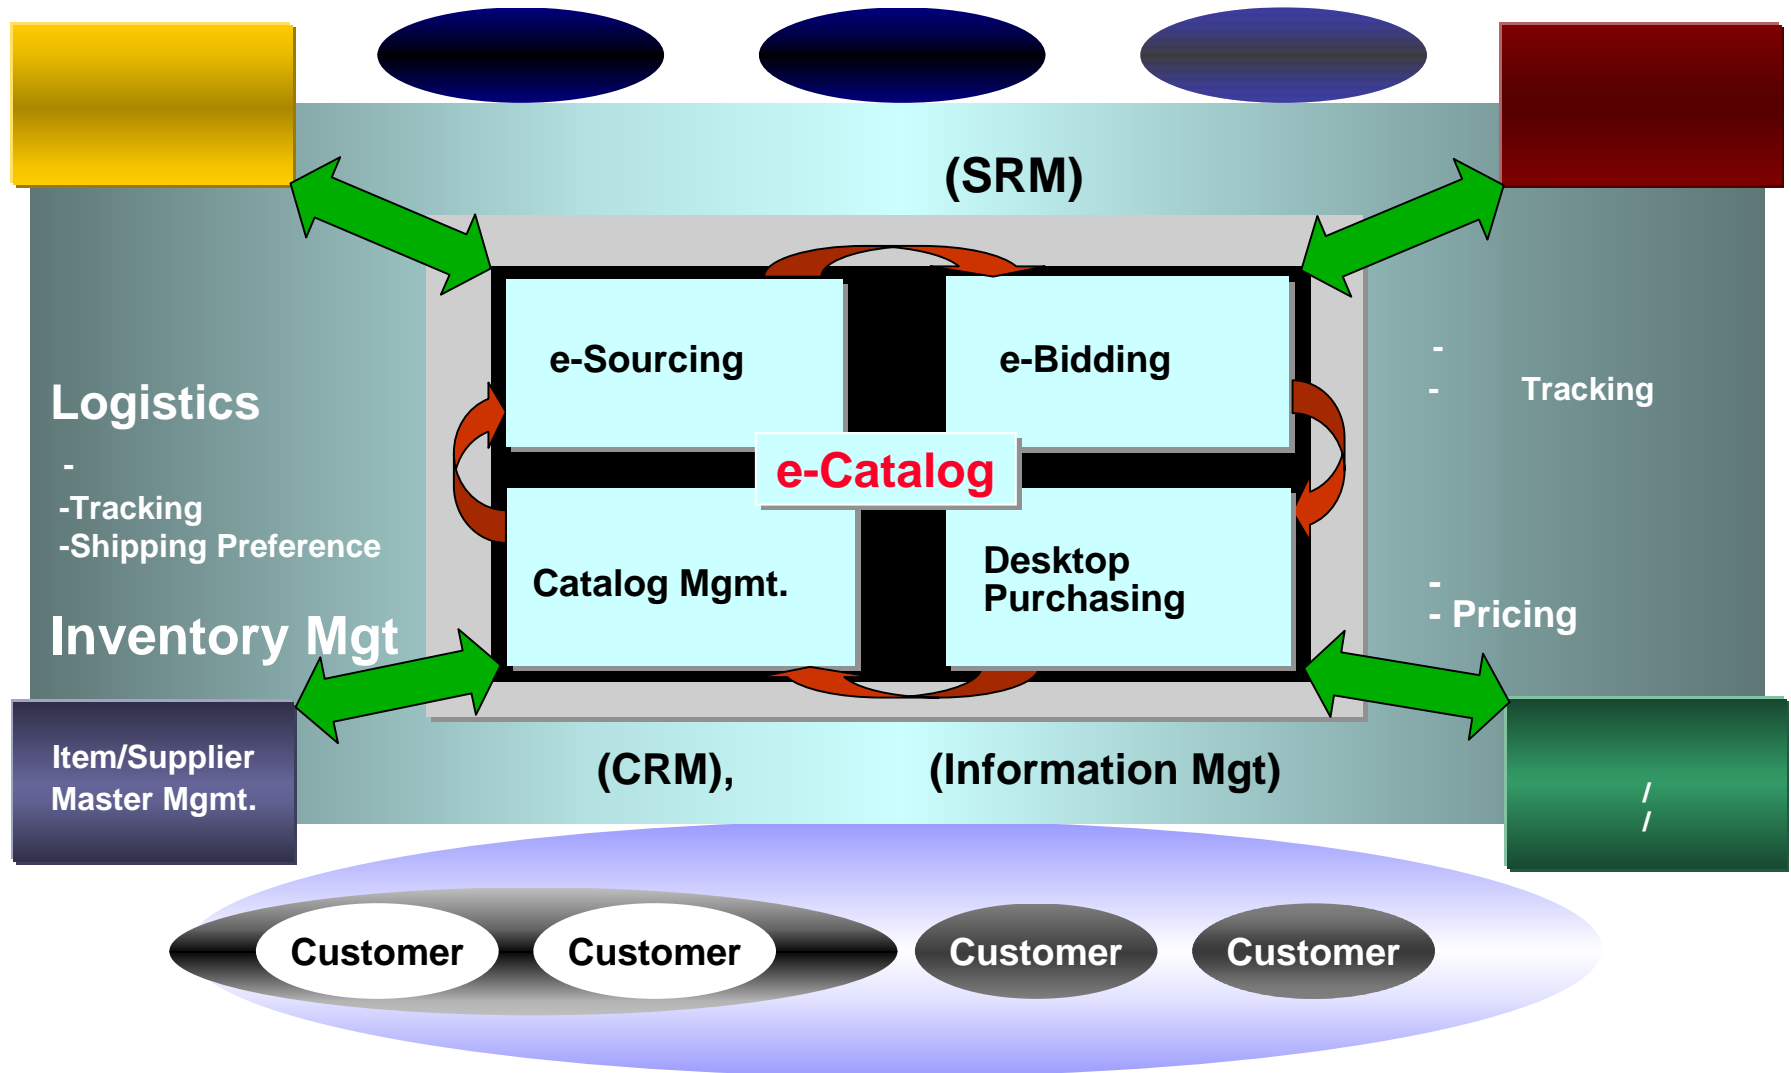 (SRM)
e-Sourcing
e-Bidding
-
- Tracking
Logistics
-
-Tracking
-Shipping Preference
e-Catalog
Catalog Mgmt.
Desktop
Purchasing
-
- Pricing
Inventory Mgt
Item/Supplier
Master Mgmt.
(CRM),
(Information Mgt)
/
/
Customer
Customer
Customer
Customer